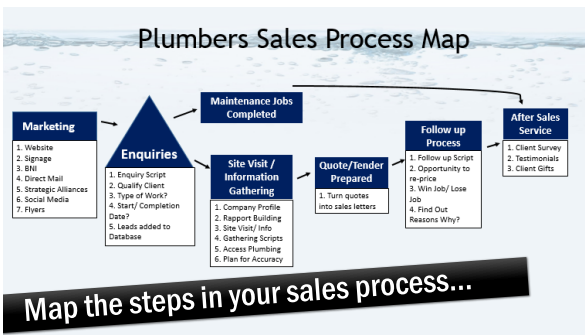 Plumbers Sales Process Map
Marketing
1. Website
2. Signage
3. BNI
4. Direct Mail
5. Strategic Alliances
6. Social Media
7. Flyers
Enquiries
1. Enquiry Script
2. Qualify Client
3. Type of Work?
4. Start/ Completion
Date?
5. Leads added to
Database
Maintenance Jobs
Completed
Site Visit /
Information
Gathering
1. Company Profile
2. Rapport Building
3. Site Visit/ Info
4. Gathering Scripts
5. Access Plumbing
6. Plan for Accuracy
Quote/Tender
Prepared
1. Turn quotes
into sales letters
Follow up
Process
1. Follow up Script
2. Opportunity to
re-price
3. Win Job/ Lose
Job
4. Find Out
Reasons Why?
After Sales
Service
1. Client Survey
2. Testimonials
3. Client Gifts
Map the steps in your sales process...